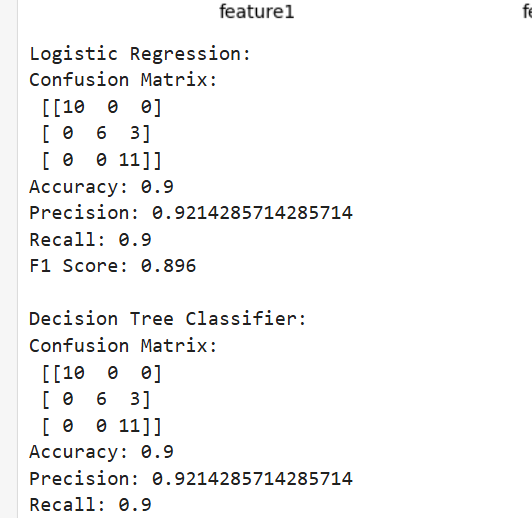 feature1
Logistic Regression:
Confusion Matrix:
[[10 0 0]
[ 0 6 3]
[ 0 0 11]]
Accuracy: 0.9
Precision: 0.9214285714285714
Recall: 0.9
F1 Score: 0.896
Decision Tree Classifier:
Confusion Matrix:
[[10 0 0]
[ 0 6 3]
[ 0 0 11]]
Accuracy: 0.9
Precision: 0.9214285714285714
Recall: 0.9